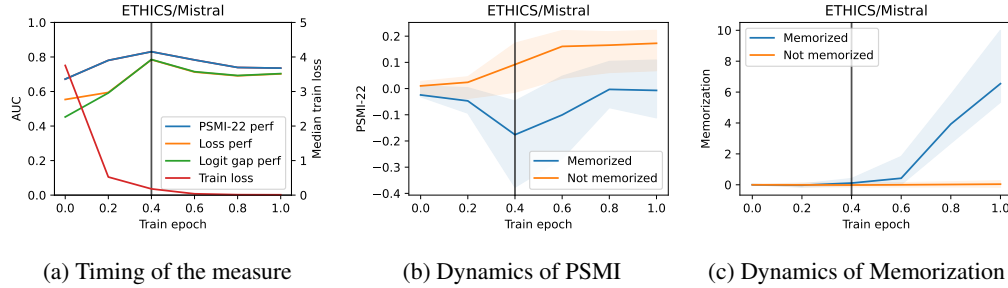 ETHICS/Mistral
1.0
0.8
0.6
0.4
0.2
0.0
AUC
5
4
3
2
1
0
Median train loss
PSMI-22 perf
Loss perf
Logit gap perf
Train loss
0.0 0.2 0.4 0.6 0.8 1.0
Train epoch
(a) Timing of the measure
ETHICS/Mistral
0.2
0.1
0.0
−0.1
−0.2
−0.3
−0.4
PSMI-22
Memorized
Not memorized
0.0 0.2 0.4 0.6 0.8 1.0
Train epoch
(b) Dynamics of PSMI
ETHICS/Mistral
10
8
6
4
2
0
Memorization
Memorized
Not memorized
0.0 0.2 0.4 0.6 0.8 1.0
Train epoch
(c) Dynamics of Memorization